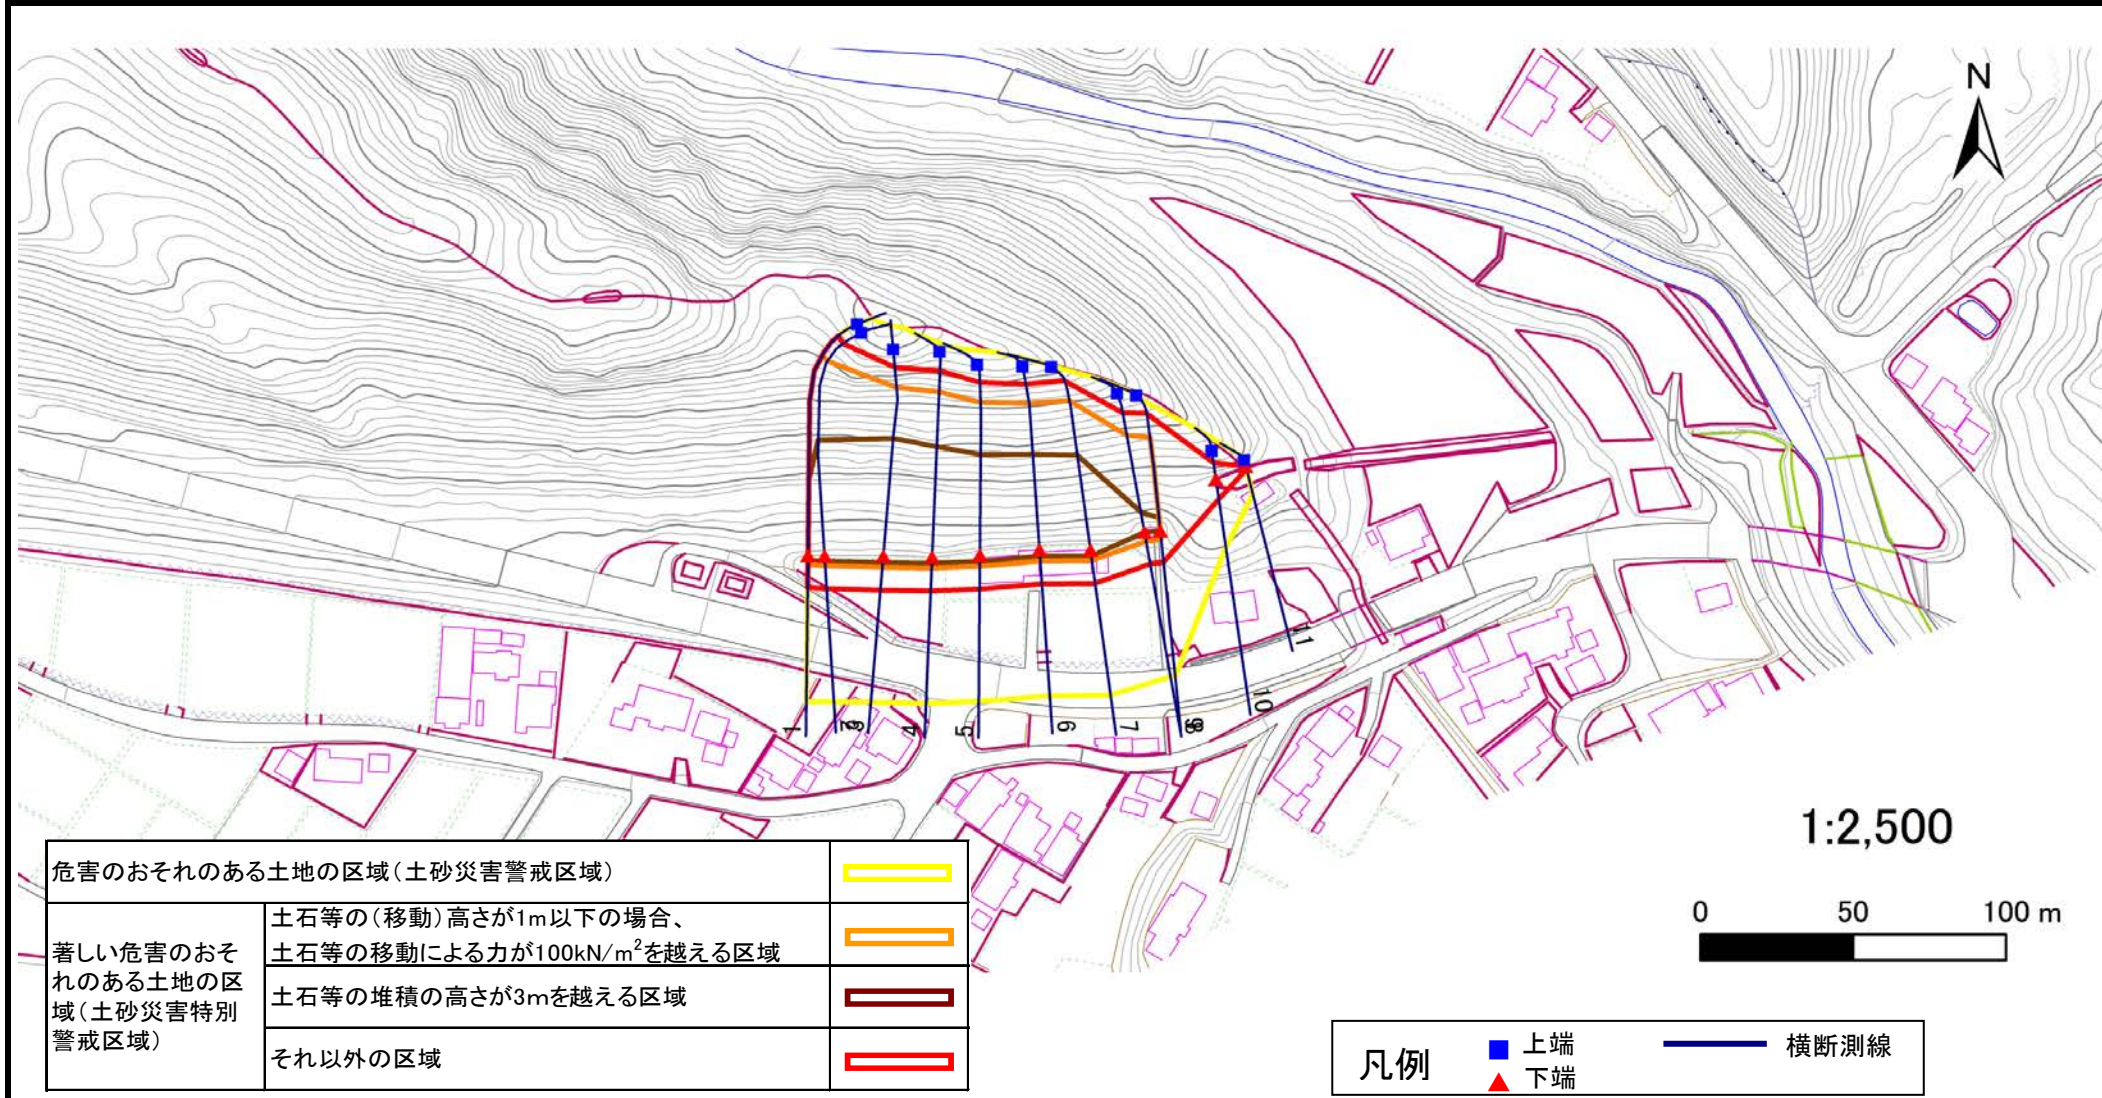 N
1
2
3
4
5
6
7
8
9
10
11
1:2,500
0 50 100 m
危害のおそれのある土地の区域(土砂災害警戒区域)
著しい危害のおそ
れのある土地の区
域(土砂災害特別
警戒区域)
土石等の(移動)高さが1m以下の場合、
土石等の移動による力が100kN/m²を越える区域
土石等の堆積の高さが3mを越える区域
それ以外の区域
凡例
上端
下端
横断測線